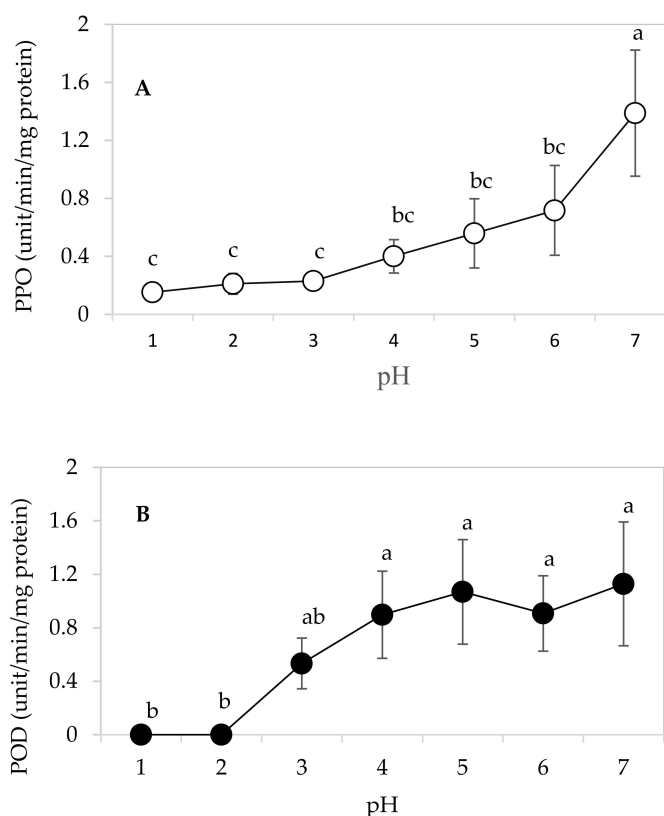 2
a
1.6
A
1.2
bc
0.8
bc
bc
c
c
c
0.4
0
PPO (unit/min/mg protein)
1 2 3 4 5 6 7
pH
2
B
1.6
a
a
a
a
1.2
ab
0.8
0.4
b
b
0
POD (unit/min/mg protein)
1 2 3 4 5 6 7
pH